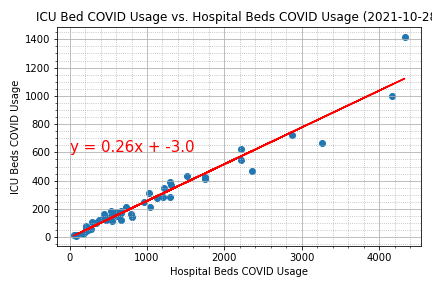 ICU Bed COVID Usage vs. Hospital Beds COVID Usage (2021-10-28
1400
1200
1000
800
600
400
200
0
ICU Beds COVID Usage
y = 0.26x + -3.0
0 1000 2000 3000 4000
Hospital Beds COVID Usage